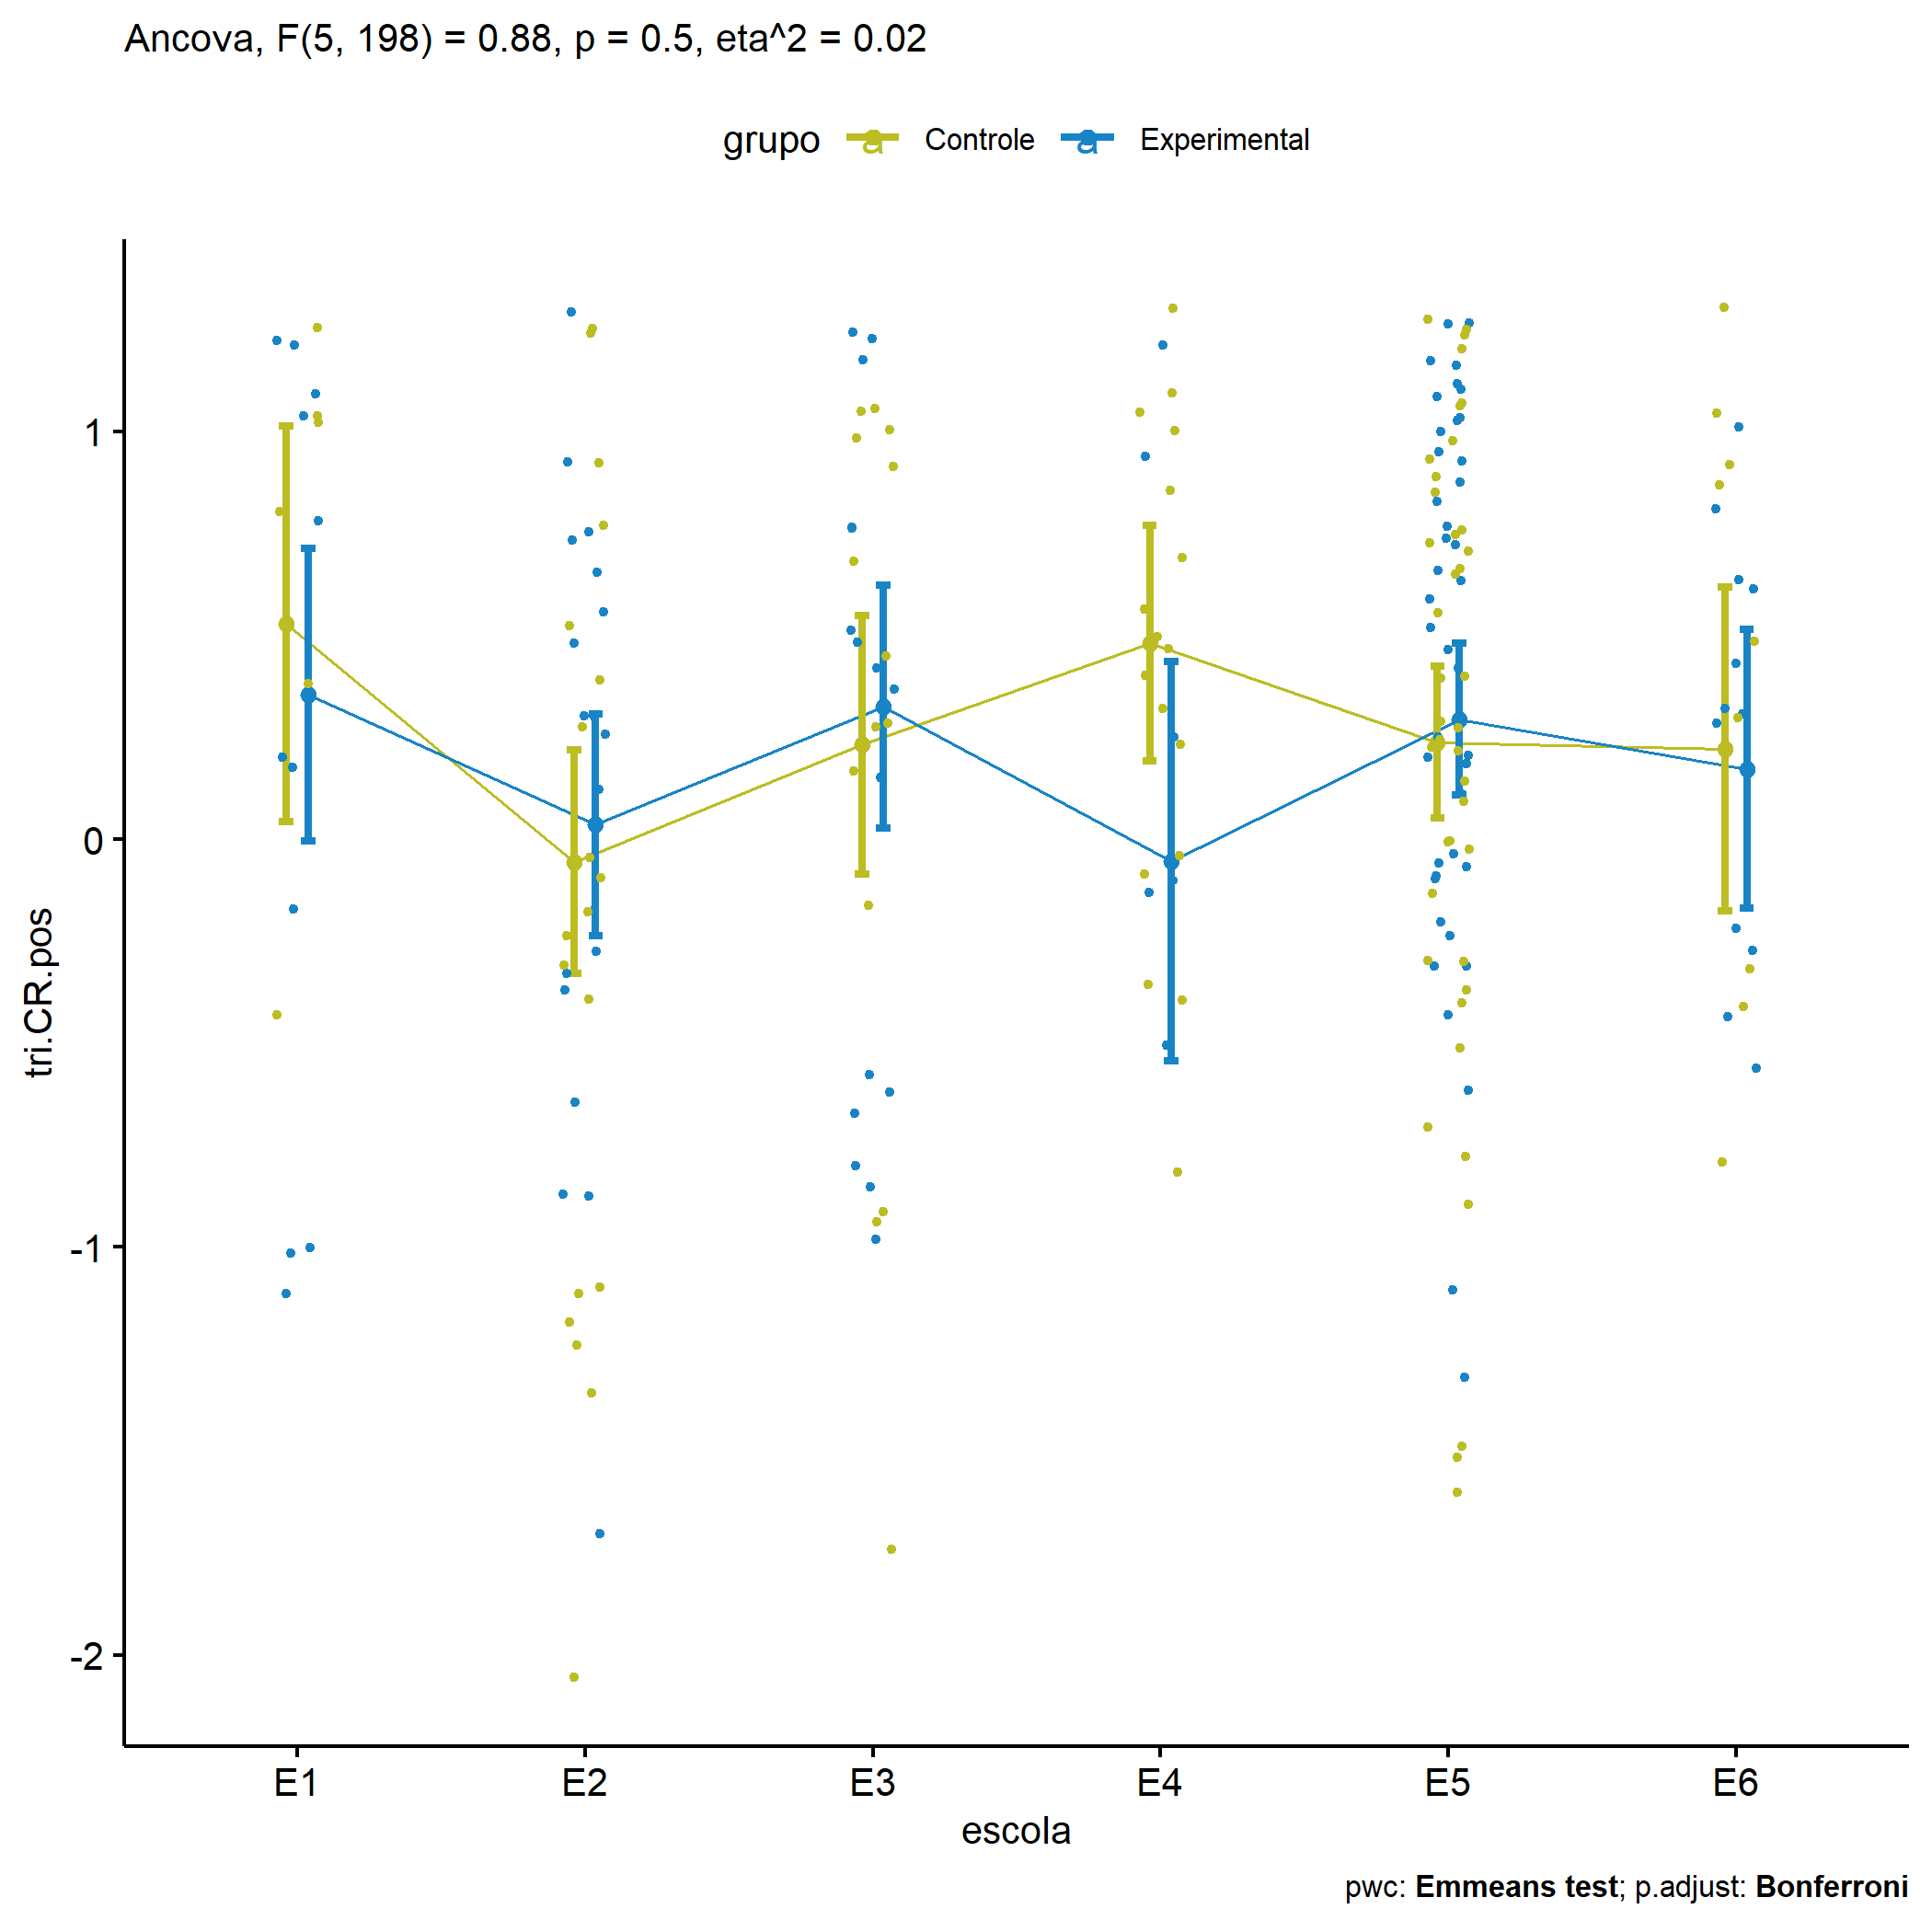 Ancova, F(5, 198) = 0.88, p = 0.5, eta^2 = 0.02
grupo a Controle a Experimental
1
0
-1
-2
tri.CR.pos
E1 E2 E3 E4 E5 E6
escola
pwc: Emmeans test; p.adjust: Bonferroni